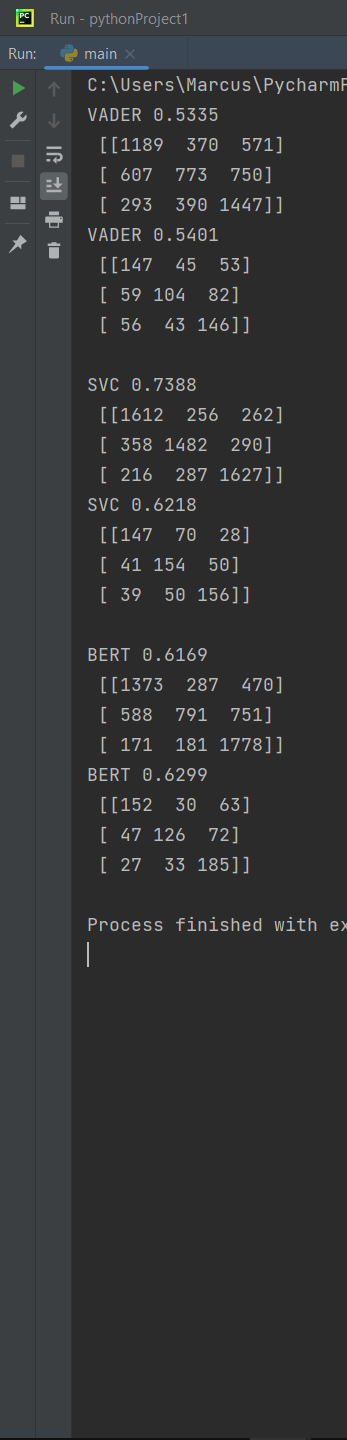 Run - pythonProject1
Run: main
C:\Users\Marcus\PycharmP
VADER 0.5335
[[1189 370 571]
[ 607 773 750]
[ 293 390 1447]]
VADER 0.5401
[[147 45 53]
[ 59 104 82]
[ 56 43 146]]
SVC 0.7388
[[1612 256 262]
[ 358 1482 290]
[ 216 287 1627]]
SVC 0.6218
[[147 70 28]
[ 41 154 50]
[ 39 50 156]]
BERT 0.6169
[[1373 287 470]
[ 588 791 751]
[ 171 181 1778]]
BERT 0.6299
[[152 30 63]
[ 47 126 72]
[ 27 33 185]]
Process finished with ex